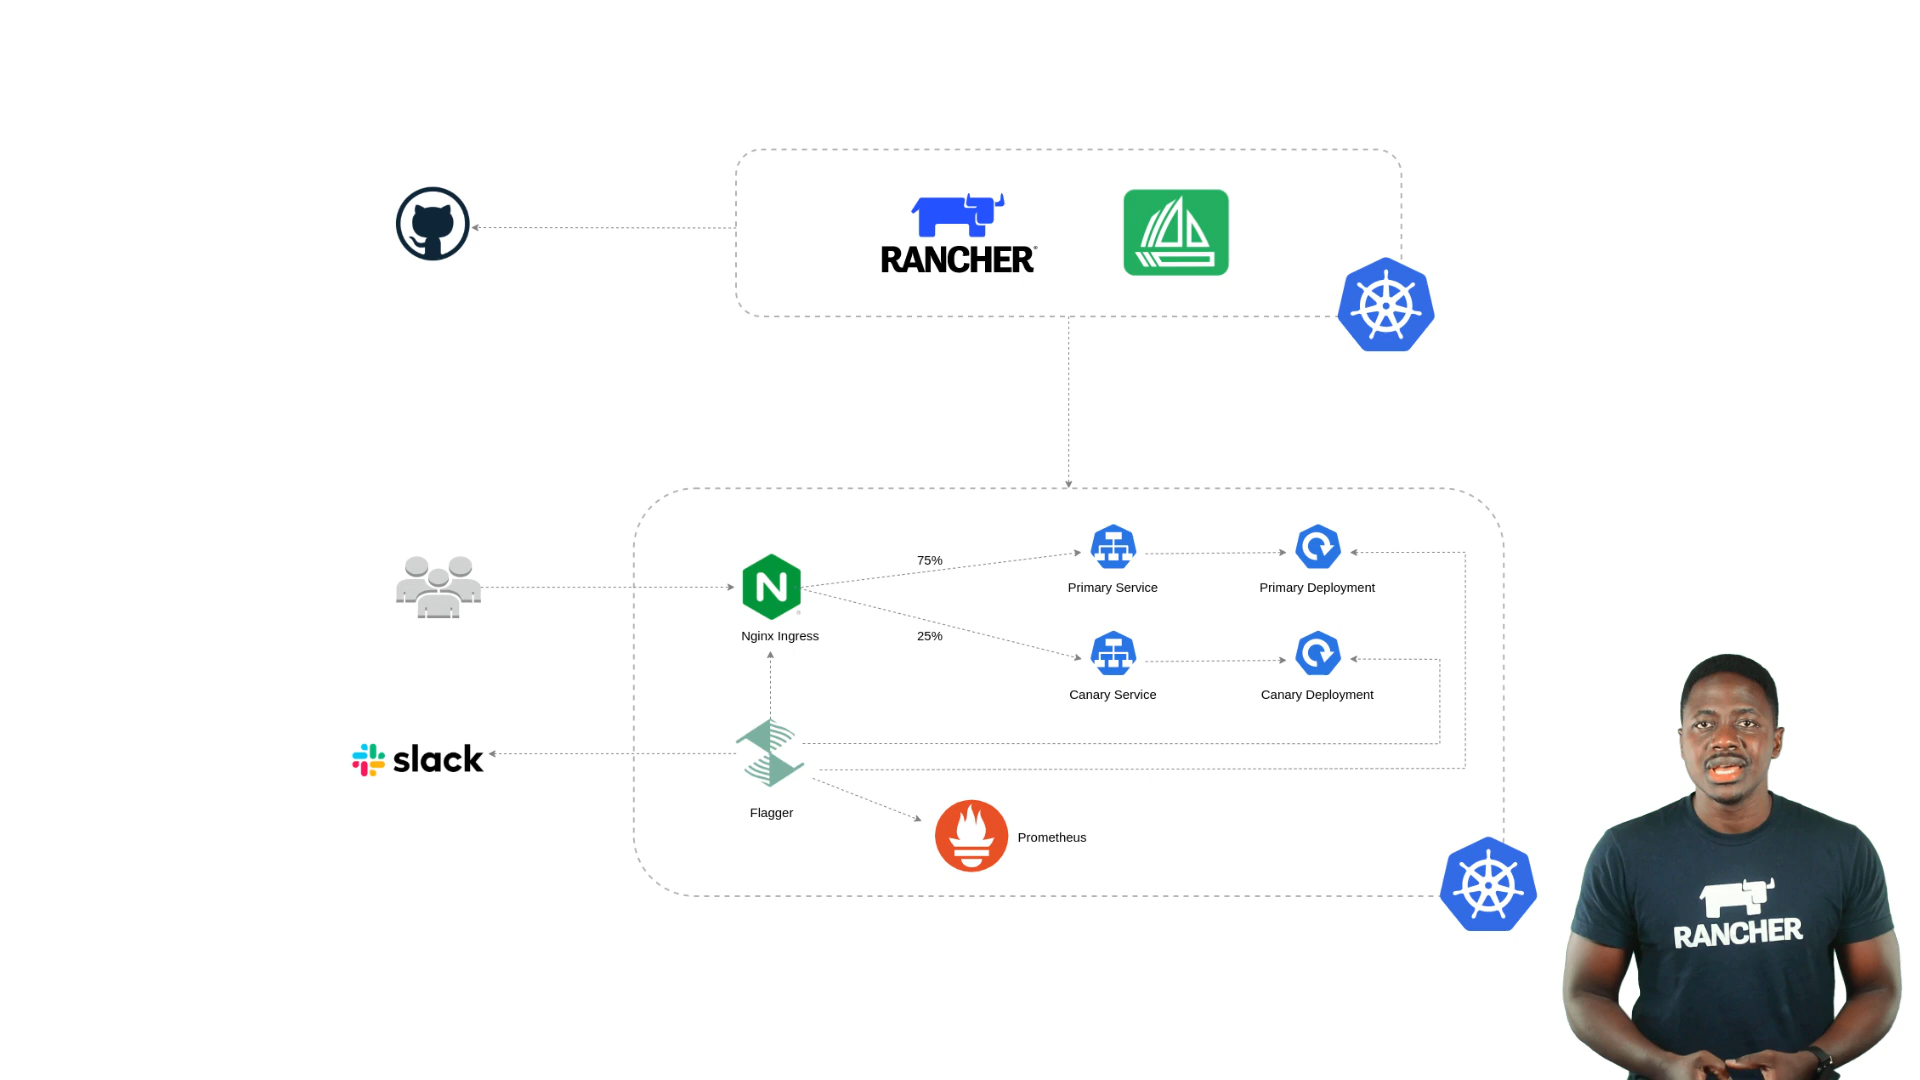 RANCHER
75%
Primary Service
Primary Deployment
Nginx Ingress
25%
Canary Service
Canary Deployment
slack
Flagger
Prometheus
RANCHER